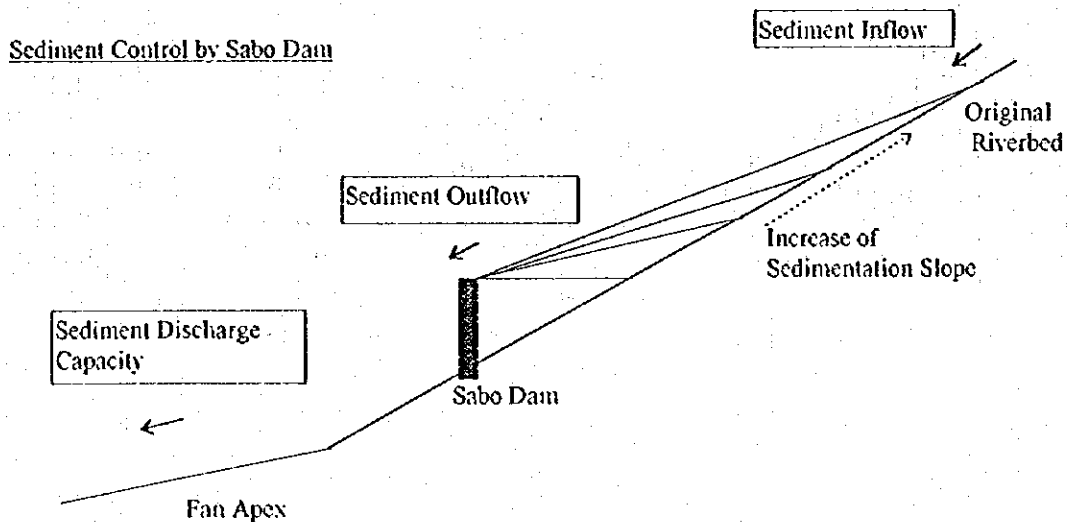 Sediment Control by Sabo Dam
Sediment Inflow
Original
Riverbed
Sediment Outflow
Increase of
Sedimentation Slope
Sediment Discharge
Capacity
Sabo Dam
Fan Apex